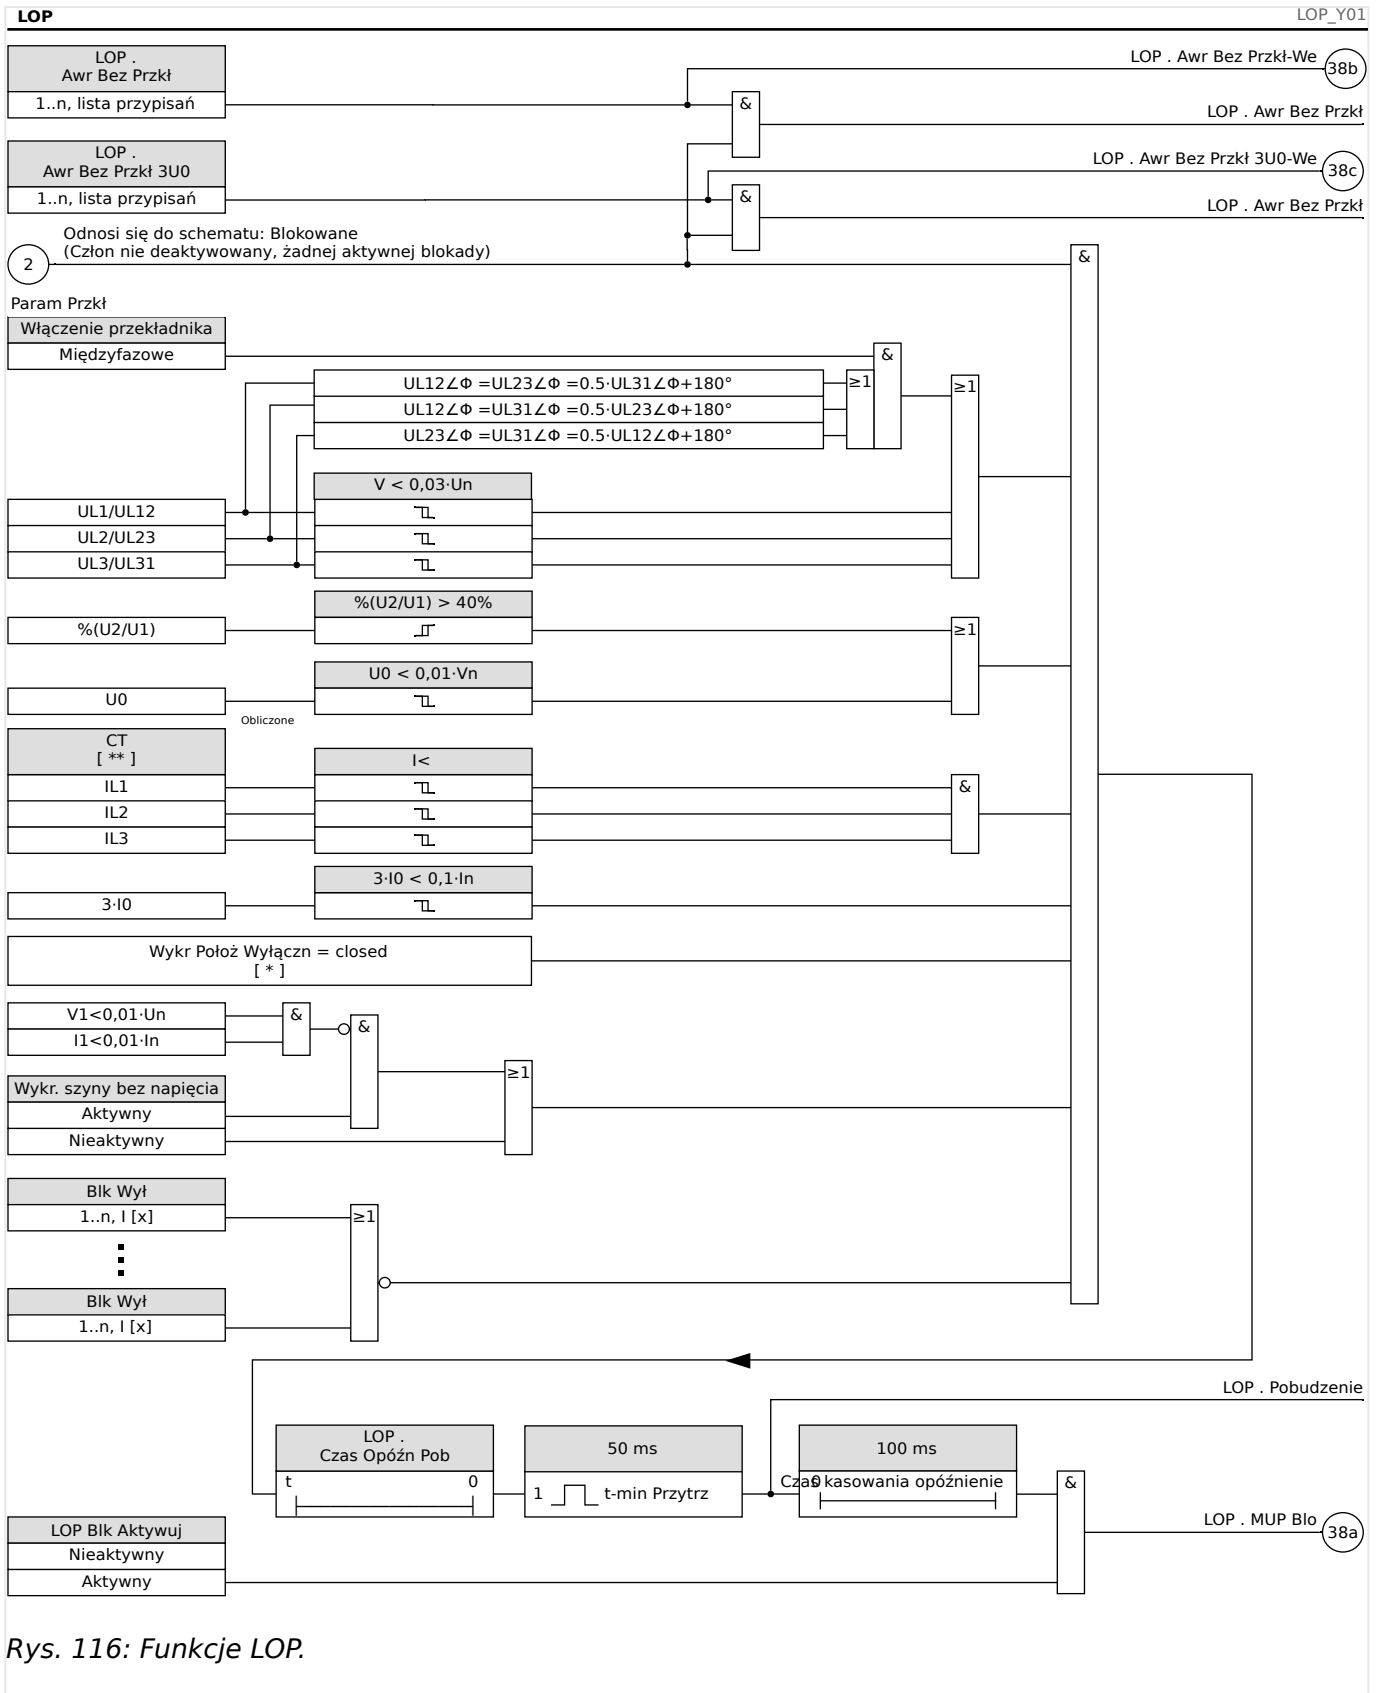 LOP
LOP_Y01
LOP .
Awr Bez Przkł
1..n, lista przypisań
LOP . Awr Bez Przkł-We
38b
&
LOP . Awr Bez Przkł
LOP .
Awr Bez Przkł 3U0
1..n, lista przypisań
LOP . Awr Bez Przkł 3U0-We
38c
&
LOP . Awr Bez Przkł
Odnosi się do schematu: Blokowane
(Człon nie deaktywowany, żadnej aktywnej blokady)
2
&
Param Przkł
Włączenie przekładnika
Międzyfazowe
&
UL12∠Φ =UL23∠Φ =0.5·UL31∠Φ+180°
≥1
≥1
UL12∠Φ =UL31∠Φ =0.5·UL23∠Φ+180°
UL23∠Φ =UL31∠Φ =0.5·UL12∠Φ+180°
V < 0,03·Un
UL1/UL12
UL2/UL23
UL3/UL31
%(U2/U1) > 40%
%(U2/U1)
≥1
U0 < 0,01·Vn
U0
Obliczone
CT
[ ** ]
I<
IL1
&
IL2
IL3
3·I0 < 0,1·In
3·I0
Wykr Położ Wyłączn = closed
[ * ]
V1<0,01·Un
&
&
I1<0,01·In
≥1
Wykr. szyny bez napięcia
Aktywny
Nieaktywny
Blk Wył
1..n, I [x]
≥1
Blk Wył
1..n, I [x]
LOP . Pobudzenie
LOP .
Czas Opóźn Pob
t
0
50 ms
1
t-min Przytrz
100 ms
Czas kasowania opóźnienie
0
&
LOP . MUP Blo
38a
LOP Blk Aktywuj
Nieaktywny
Aktywny
Rys. 116: Funkcje LOP.